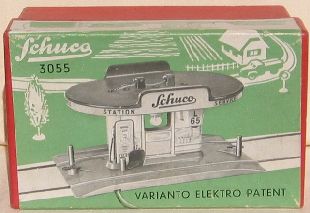 Schuco
3055
Schuco
STATION
SERVICE
L
65
VARIANTO ELEKTRO PATENT